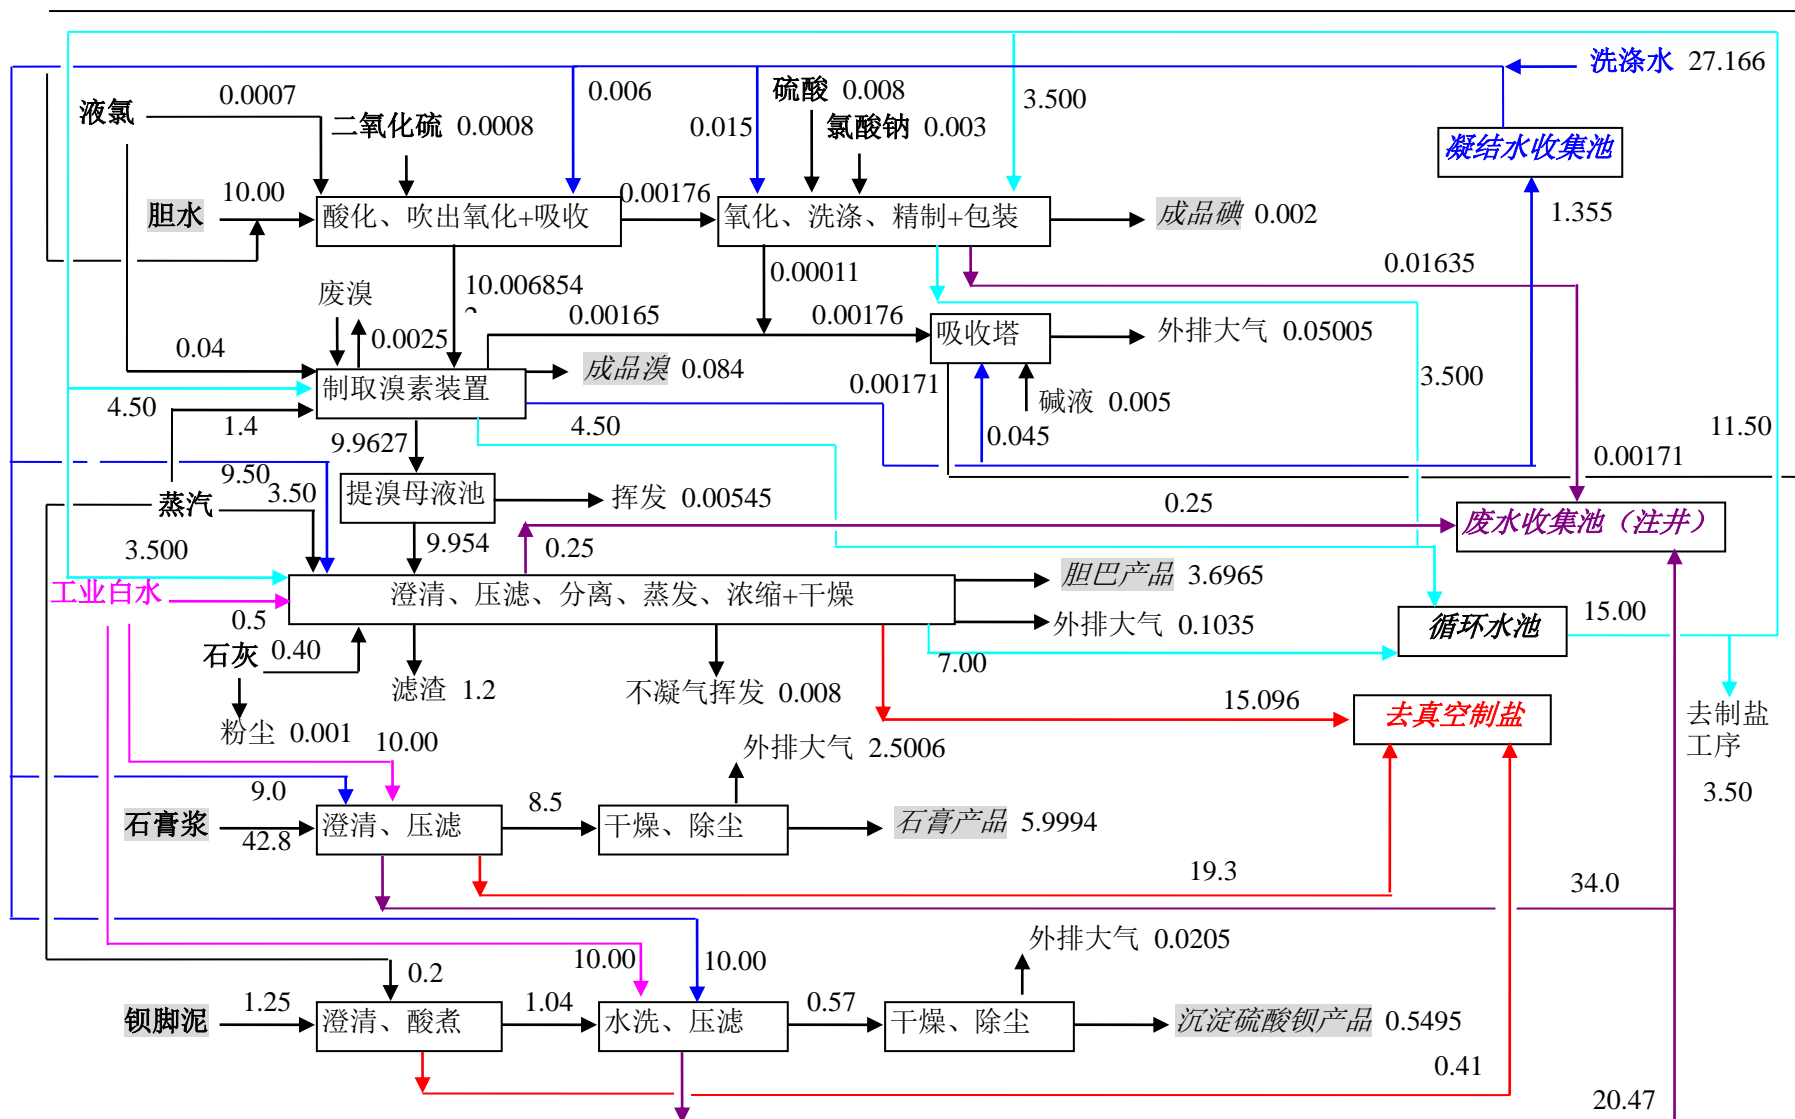 洗涤水 27.166
液氯
0.0007
二氧化硫 0.0008
0.006
硫酸 0.008
0.015
氯酸钠 0.003
3.500
凝结水收集池
胆水
10.00
酸化、吹出氧化+吸收
0.00176
氧化、洗涤、精制+包装
成品碘 0.002
1.355
10.006854
0.00011
0.01635
废溴
0.0025
0.00165
0.00176
吸收塔
外排大气 0.05005
0.04
制取溴素装置
成品溴 0.084
0.00171
碱液 0.005
3.500
4.50
1.4
9.9627
4.50
0.045
11.50
9.50
3.50
蒸汽
提溴母液池
挥发 0.00545
0.25
0.00171
废水收集池（注井）
3.500
9.954
0.25
工业白水
0.5
澄清、压滤、分离、蒸发、浓缩+干燥
胆巴产品 3.6965
外排大气 0.1035
循环水池
15.00
石灰
0.40
滤渣 1.2
不凝气挥发 0.008
7.00
粉尘 0.001
10.00
外排大气 2.5006
15.096
去真空制盐
去制盐
工序
3.50
石膏浆
9.0
42.8
澄清、压滤
8.5
干燥、除尘
石膏产品 5.9994
19.3
34.0
0.2
10.00
10.00
外排大气 0.0205
钡脚泥
1.25
澄清、酸煮
1.04
水洗、压滤
0.57
干燥、除尘
沉淀硫酸钡产品 0.5495
0.41
20.47